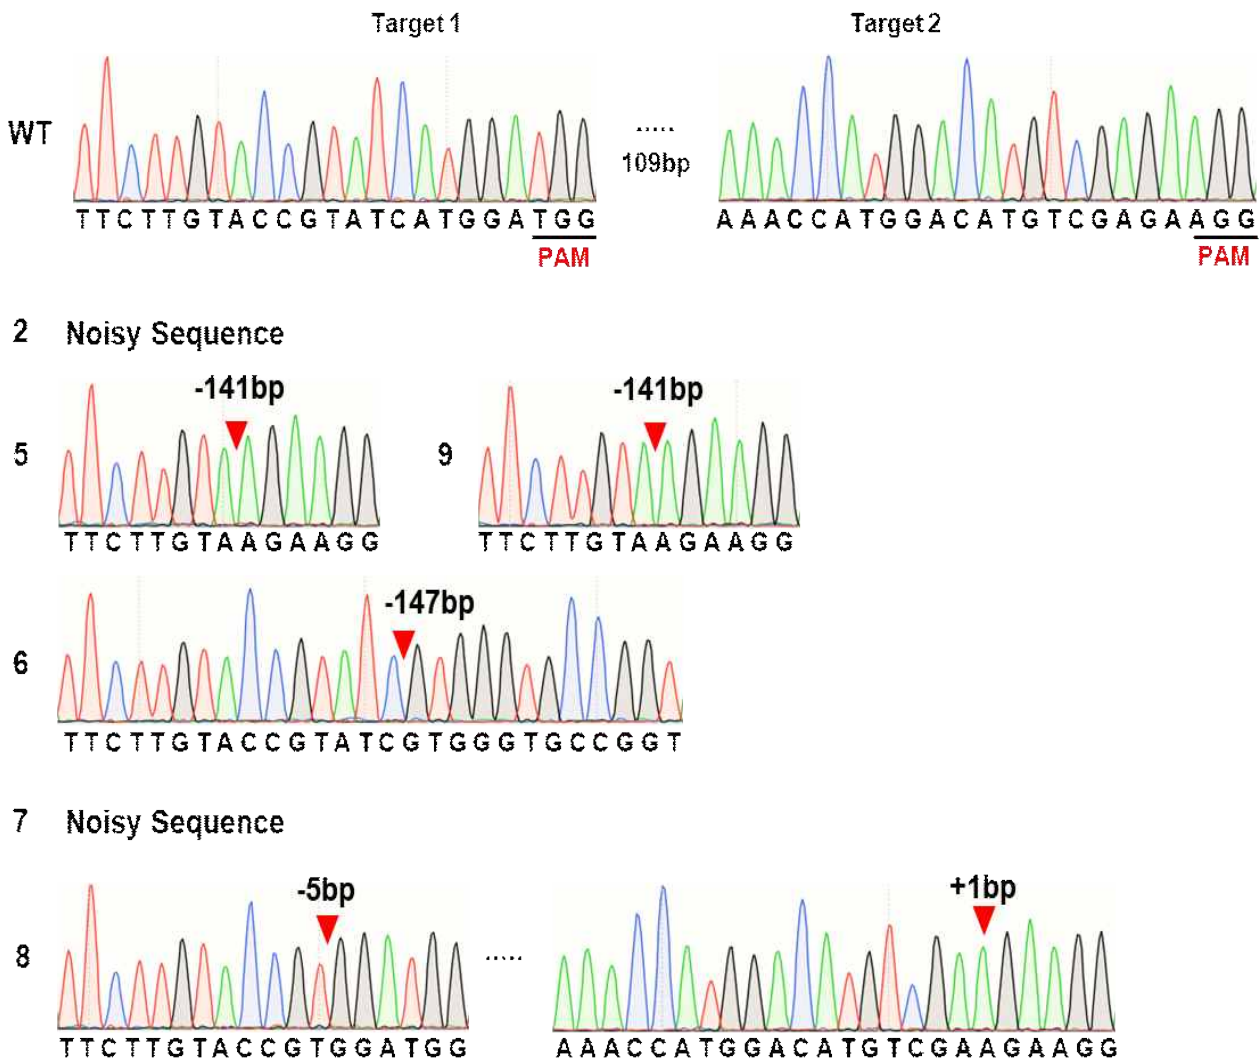 Target 1 Target 2
WT
.....
109bp
TTCTTGTACCGTATCATGGATGG AAACCATGGACATGTCGAGAAGG
PAM PAM
2 Noisy Sequence
-141bp -141bp
5 9
TTCTTGTAAGAAGG TTCTTGTAAGAAGG
-147bp
6
TTCTTGTACCGTATCGTGGGTGCCGGT
7 Noisy Sequence
-5bp +1bp
8 .....
TTCTTGTACCGTGGATGG AAACCATGGACATGTCGAAGAAGG